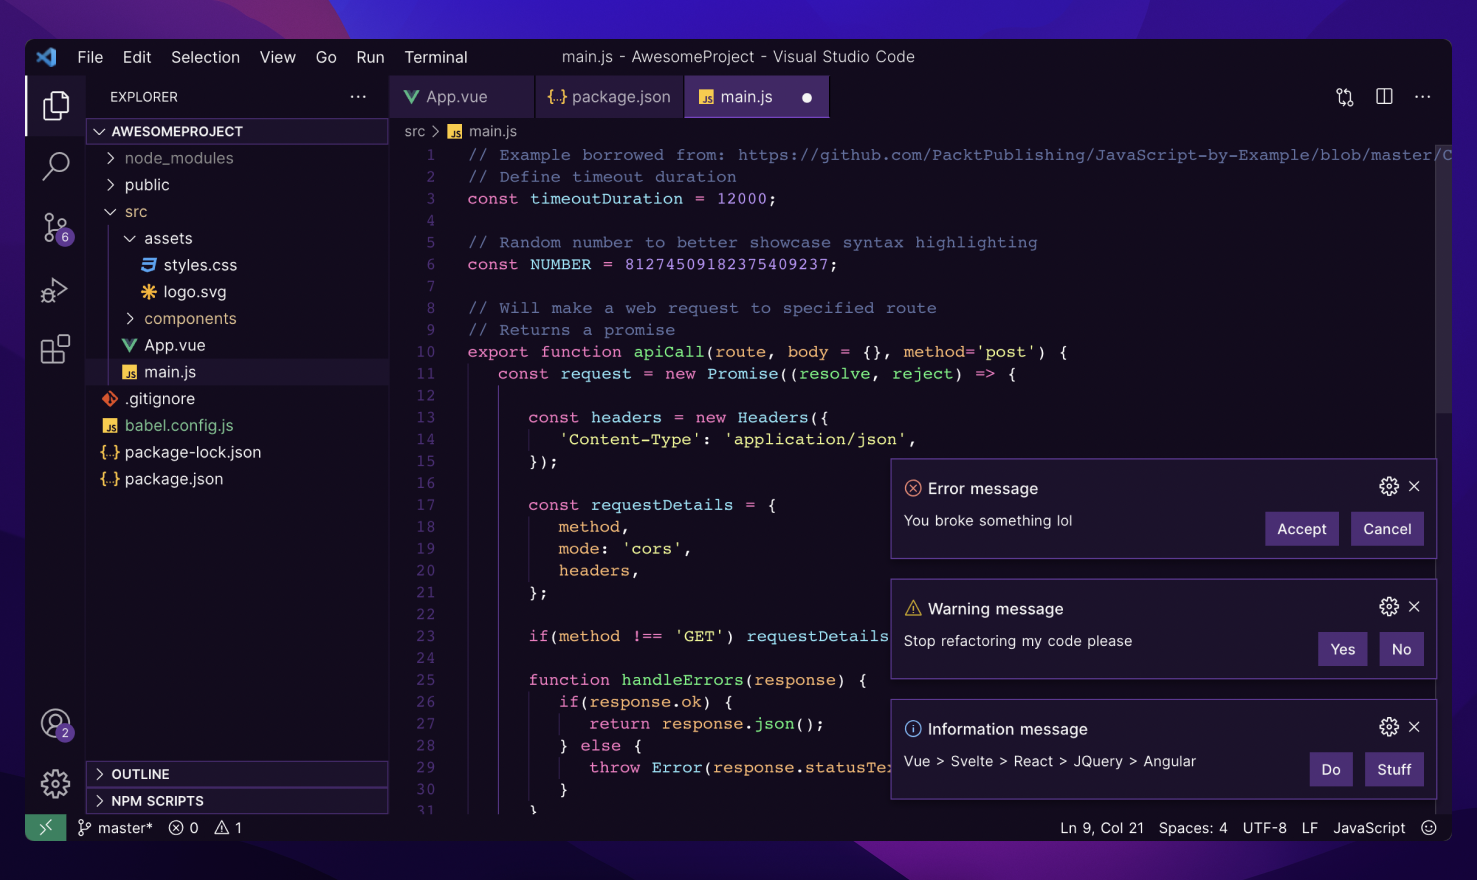 File Edit Selection View Go Run Terminal main.js - AwesomeProject - Visual Studio Code
EXPLORER ···
AWESOMEPROJECT
node_modules
public
src
assets
styles.css
logo.svg
components
App.vue
JS main.js
.gitignore
JS babel.config.js
{..} package-lock.json
{..} package.json
OUTLINE
NPM SCRIPTS
6
2
App.vue {..} package.json JS main.js ● ···
src > JS main.js
1 // Example borrowed from: https://github.com/PacktPublishing/JavaScript-by-Example/blob/master/C
2 // Define timeout duration
3 const timeoutDuration = 12000;
4
5 // Random number to better showcase syntax highlighting
6 const NUMBER = 81274509182375409237;
7
8 // Will make a web request to specified route
9 // Returns a promise
10 export function apiCall(route, body = {}, method='post') {
11 const request = new Promise((resolve, reject) => {
12
13 const headers = new Headers({
14 'Content-Type': 'application/json',
15 });
16
17 const requestDetails = {
18 method,
19 mode: 'cors',
20 headers,
21 };
22
23 if(method !== 'GET') requestDetails
24
25 function handleErrors(response) {
26 if(response.ok) {
27 return response.json();
28 } else {
29 throw Error(response.statusTe
30 }
31 }
Error message
You broke something lol
Accept Cancel
Warning message
Stop refactoring my code please
Yes No
Information message
Vue > Svelte > React > JQuery > Angular
Do Stuff
master* 0 1 Ln 9, Col 21 Spaces: 4 UTF-8 LF JavaScript